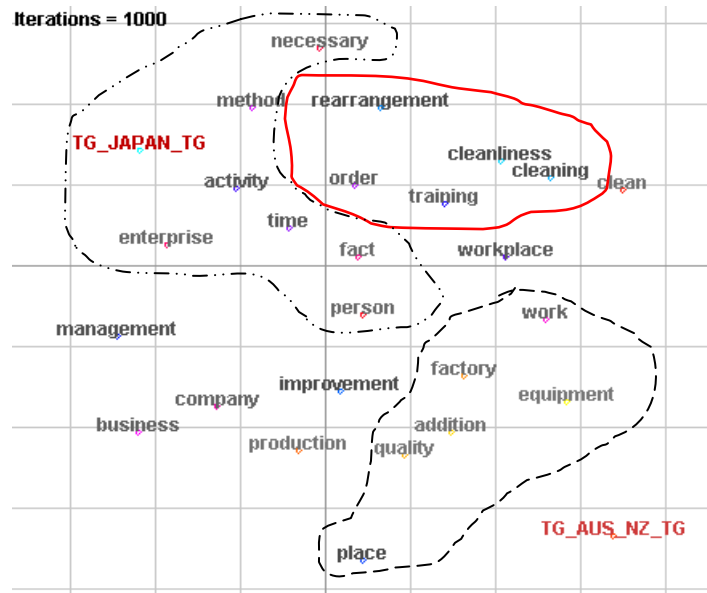 Iterations = 1000
necessary
method
rearrangement
TG_JAPAN_TG
cleanliness
cleaning
activity
order
clean
training
time
enterprise
fact
workplace
person
work
management
factory
improvement
equipment
company
business
addition
production
quality
TG_AUS_NZ_TG
place